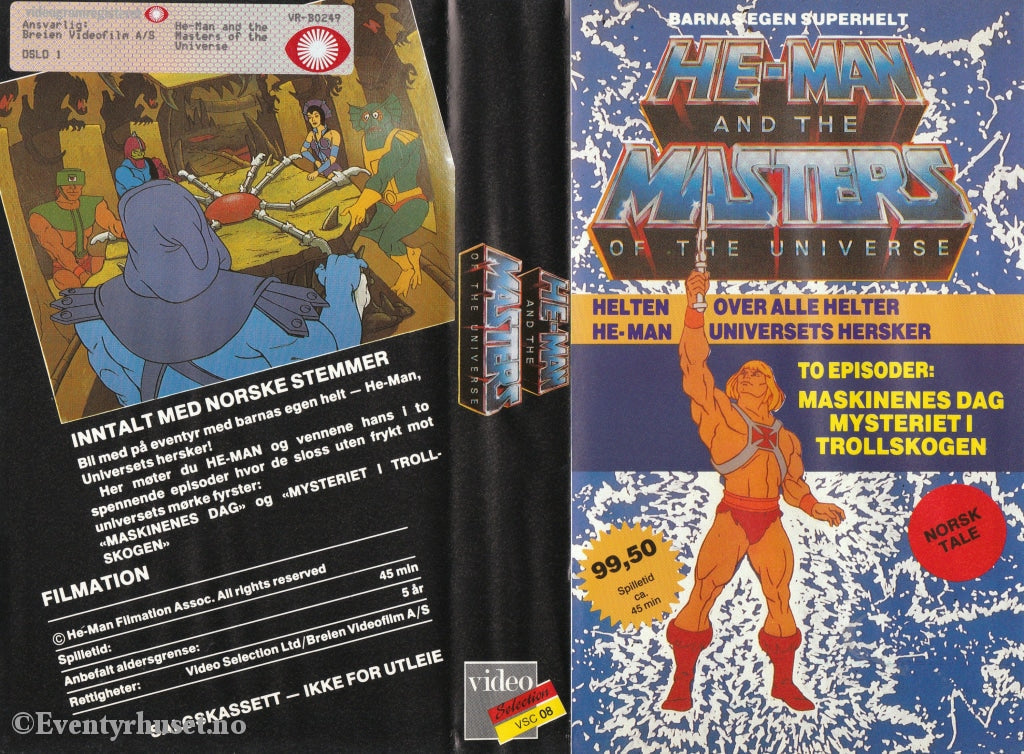 Ansvarlig:
Breien Videofilm A/S
OSLO 1
VR-B0249
He-Man and the
Masters of the
Universe
INNTALT MED NORSKE STEMMER
Bli med på eventyr med barnas egen helt — He-Man,
Universets hersker!
Her møter du HE-MAN og vennene hans i to
spennende episoder hvor de sloss uten frykt mot
universets mørke fyrster:
«MASKINENES DAG» og «MYSTERIET I TROLL-
SKOGEN»
FILMATION
© He-Man Filmation Assoc. All rights reserved
Spilletid: 45 min
Anbefalt aldersgrense: 5 år
Rettigheter: Video Selection Ltd/Breien Videofilm A/S
GSKASSETT — IKKE FOR UTLEIE
©Eventyrhuset.no
HE-MAN
AND THE
MASTERS
OF THE UNIVERSE
video
Selection
VSC 08
BARNAS EGEN SUPERHELT
HE-MAN
AND THE
MASTERS
OF THE UNIVERSE
HELTEN OVER ALLE HELTER
HE-MAN UNIVERSETS HERSKER
TO EPISODER:
MASKINENES DAG
MYSTERIET I
TROLLSKOGEN
NORSK
TALE
99,50
Spilletid
ca.
45 min